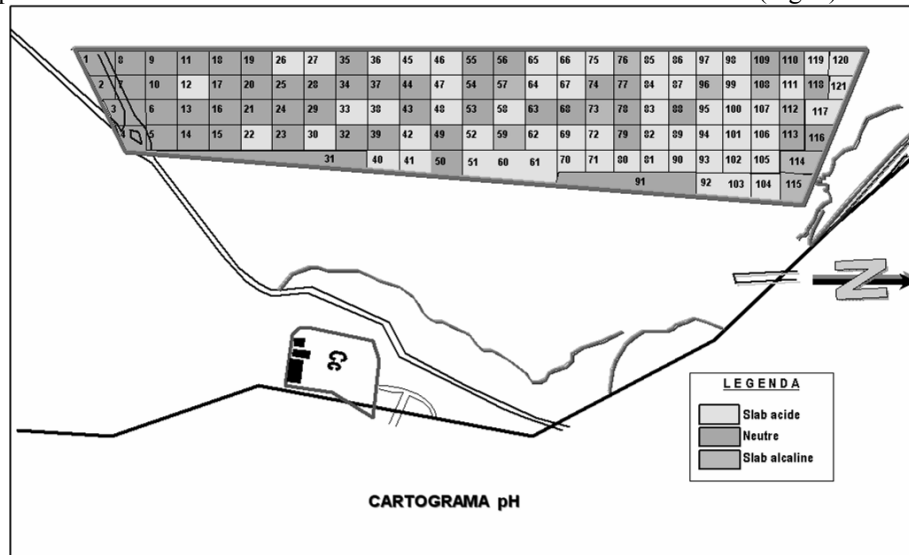 1 8 9 11 18 19 26 27 35 36 45 46 55 56 65 66 75 76 85 86 97 98 109 110 119 120
2 7 10 12 17 20 25 28 34 37 44 47 54 57 64 67 74 77 84 87 96 99 108 111 118 121
3 6 13 16 21 24 29 33 38 43 48 53 58 63 68 73 78 83 88 95 100 107 112 117
4 5 14 15 22 23 30 32 39 42 49 52 59 62 69 72 79 82 89 94 101 106 113 116
31 40 41 50 51 60 61 70 71 80 81 90 93 102 105 114
91 92 103 104 115
N
Cc
LEGENDA
Slab acide
Neutre
Slab alcaline
CARTOGRAMA pH